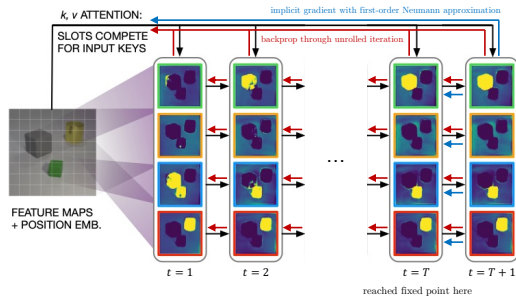 implicit gradient with first-order Neumann approximation
k, v ATTENTION:
SLOTS COMPETE
FOR INPUT KEYS
backprop through unrolled iteration
...
FEATURE MAPS
+ POSITION EMB.
t = 1
t = 2
t = T
t = T + 1
reached fixed point here